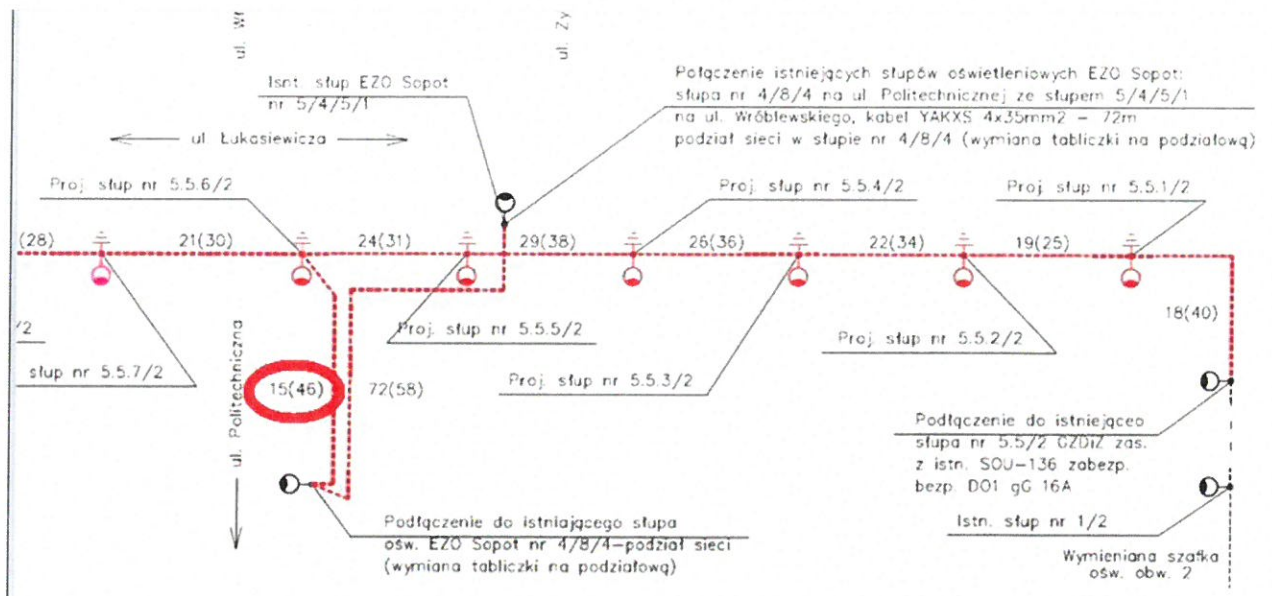 ul. Wr
ul. Zy
Isnt. słup EZO Sopot
nr 5/4/5/1
Połączenie istniejących słupów oświetleniowych EZO Sopot:
słupa nr 4/8/4 na ul Politechnicznej ze słupem 5/4/5/1
na ul. Wróblewskiego, kabel YAKXS 4x35mm2 – 72m
podział sieci w słupie nr 4/8/4 (wymiana tabliczki na podziałową)
ul. Łukasiewicza
Proj. słup nr 5.5.6/2
Proj. słup nr 5.5.4/2
Proj. słup nr 5.5.1/2
(28)
21(30)
24(31)
29(38)
26(36)
22(34)
19(25)
18(40)
/2
Proj. słup nr 5.5.5/2
Proj. słup nr 5.5.2/2
słup nr 5.5.7/2
Proj. słup nr 5.5.3/2
15(46)
72(58)
ul. Politechniczna
Podłączenie do istniejąceo
słupa nr 5.5/2 GZDiZ zas.
z istn. SOU–136 zabezp.
bezp. DO1 gG 16A
Istn. słup nr 1/2
Podłączenie do istniającego słupa
ośw. EZO Sopot nr 4/8/4–podział sieci
(wymiana tabliczki na podziałową)
Wymieniana szafka
ośw. obw. 2